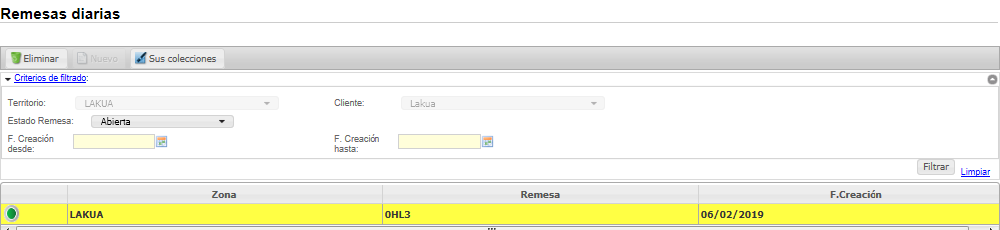 Remesas diarias
Eliminar Nuevo Sus colecciones
Criterios de filtrado:
Territorio: LAKUA Cliente: Lakua
Estado Remesa: Abierta
F. Creación desde: F. Creación hasta:
Filtrar Limpiar
Zona Remesa F.Creación
LAKUA 0HL3 06/02/2019